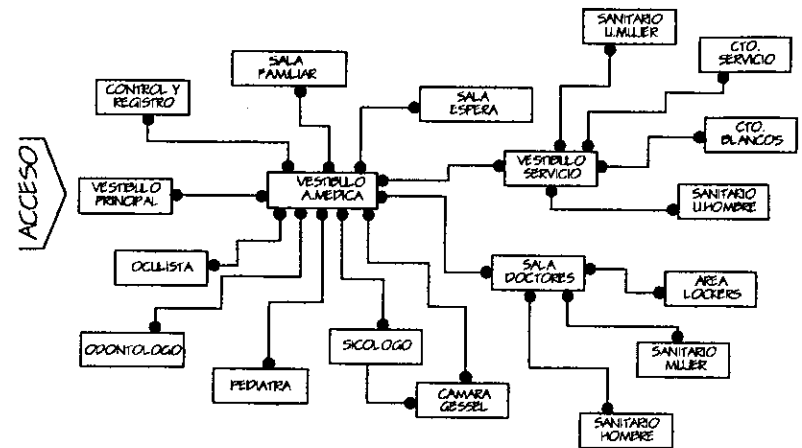 SANITARIO
U.MUJER
CTO.
SERVICIO
SALA
FAMILIAR
CONTROL Y
REGISTRO
SALA
ESPERA
CTO.
BLANCOS
VESTIBULO
SERVICIO
ACCESO
VESTIBULO
PRINCIPAL
VESTIBULO
A.MEDICA
SANITARIO
U.HOMBRE
OCULISTA
SALA
DOCTORES
AREA
LOCKERS
ODONTOLOGO
SICOLOGO
SANITARIO
MUJER
PEDIATRA
CAMARA
GESSEL
SANITARIO
HOMBRE